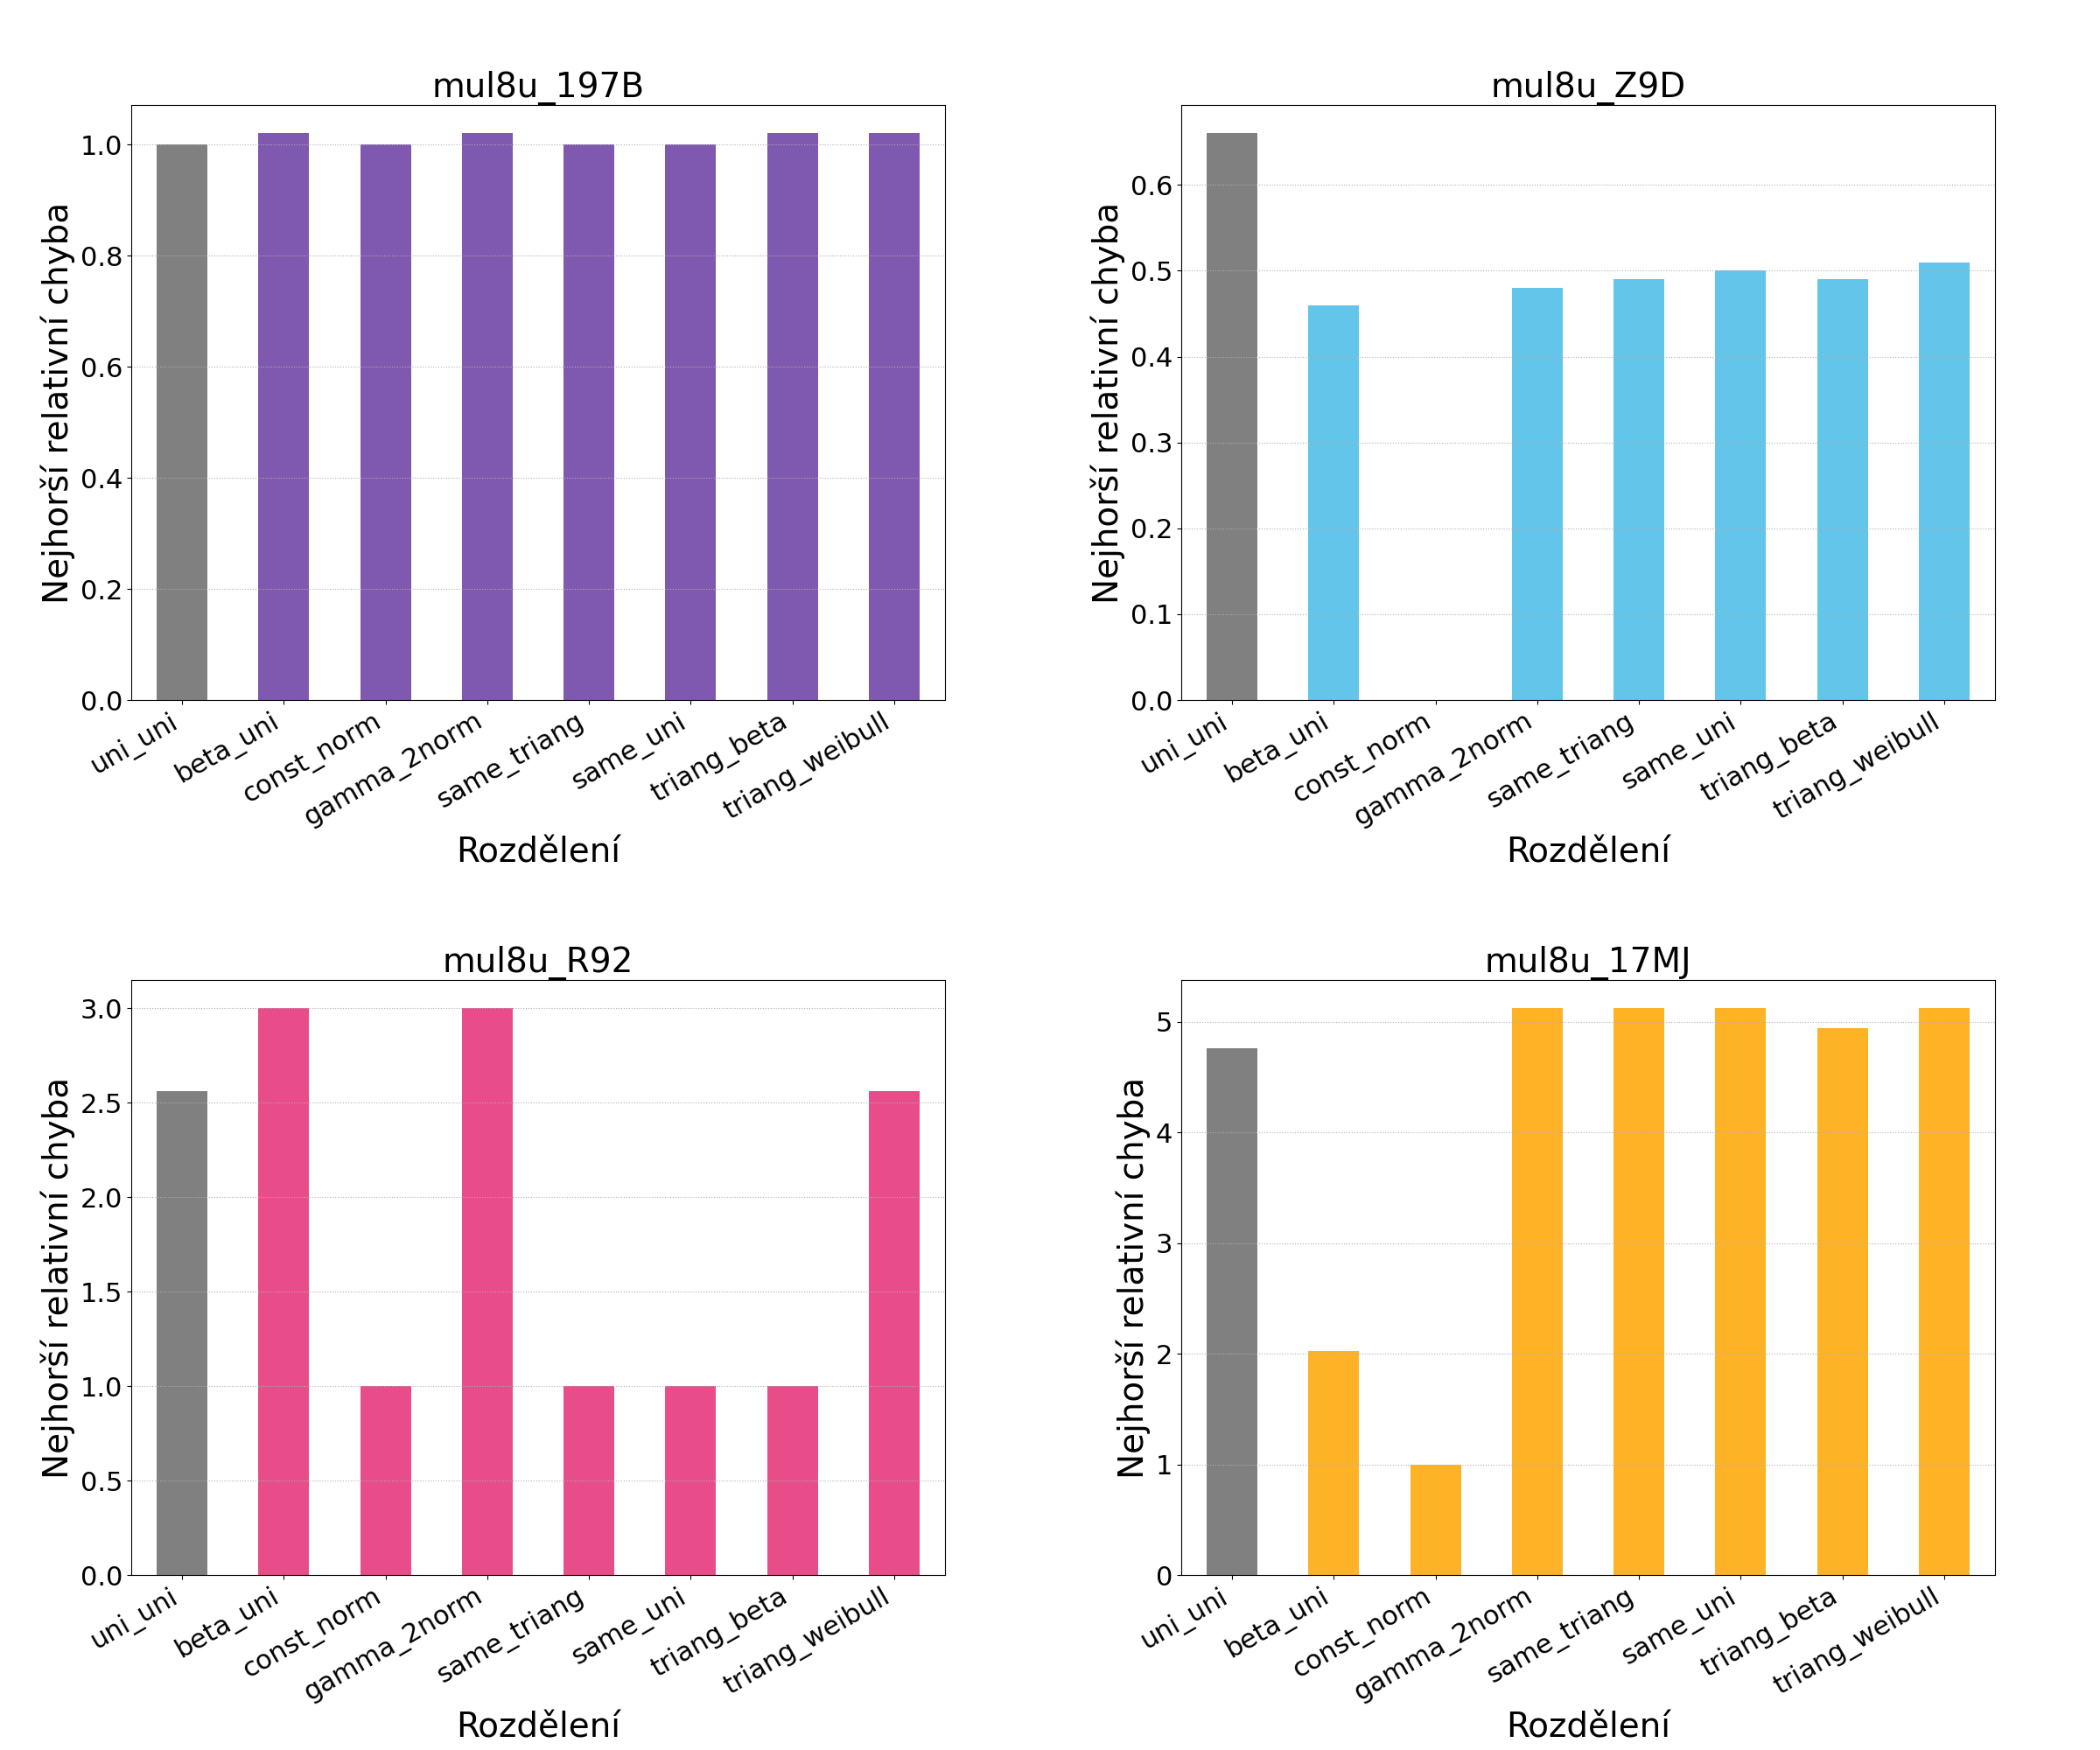 mul8u_197B
Nejhorší relativní chyba
1.0
0.8
0.6
0.4
0.2
0.0
uni_uni
beta_uni
const_norm
gamma_2norm
same_triang
same_uni
triang_beta
triang_weibull
Rozdělení
mul8u_Z9D
Nejhorší relativní chyba
0.6
0.5
0.4
0.3
0.2
0.1
0.0
uni_uni
beta_uni
const_norm
gamma_2norm
same_triang
same_uni
triang_beta
triang_weibull
Rozdělení
mul8u_R92
Nejhorší relativní chyba
3.0
2.5
2.0
1.5
1.0
0.5
0.0
uni_uni
beta_uni
const_norm
gamma_2norm
same_triang
same_uni
triang_beta
triang_weibull
Rozdělení
mul8u_17MJ
Nejhorší relativní chyba
5
4
3
2
1
0
uni_uni
beta_uni
const_norm
gamma_2norm
same_triang
same_uni
triang_beta
triang_weibull
Rozdělení